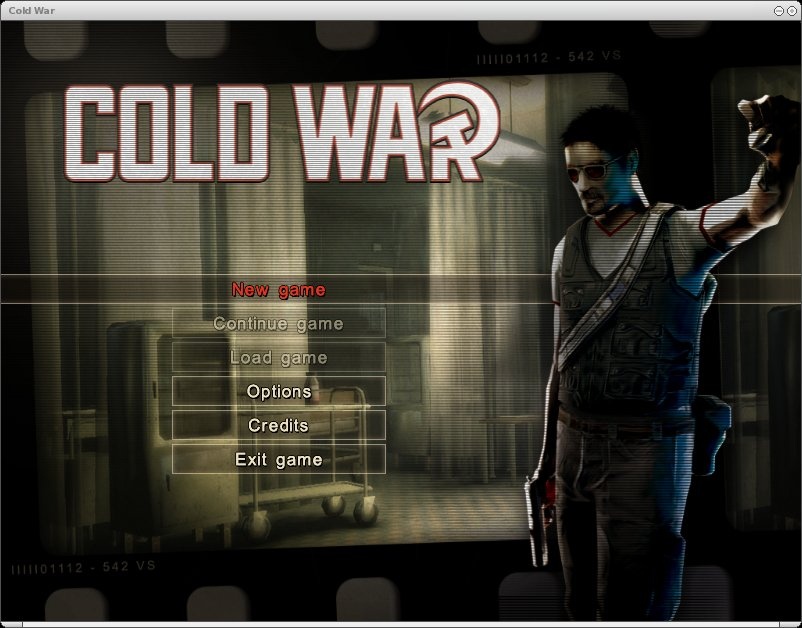 Cold War
IIIII01112 - 542 VS
COLD WAR
New game
Continue game
Load game
Options
Credits
Exit game
IIIII01112 - 542 VS